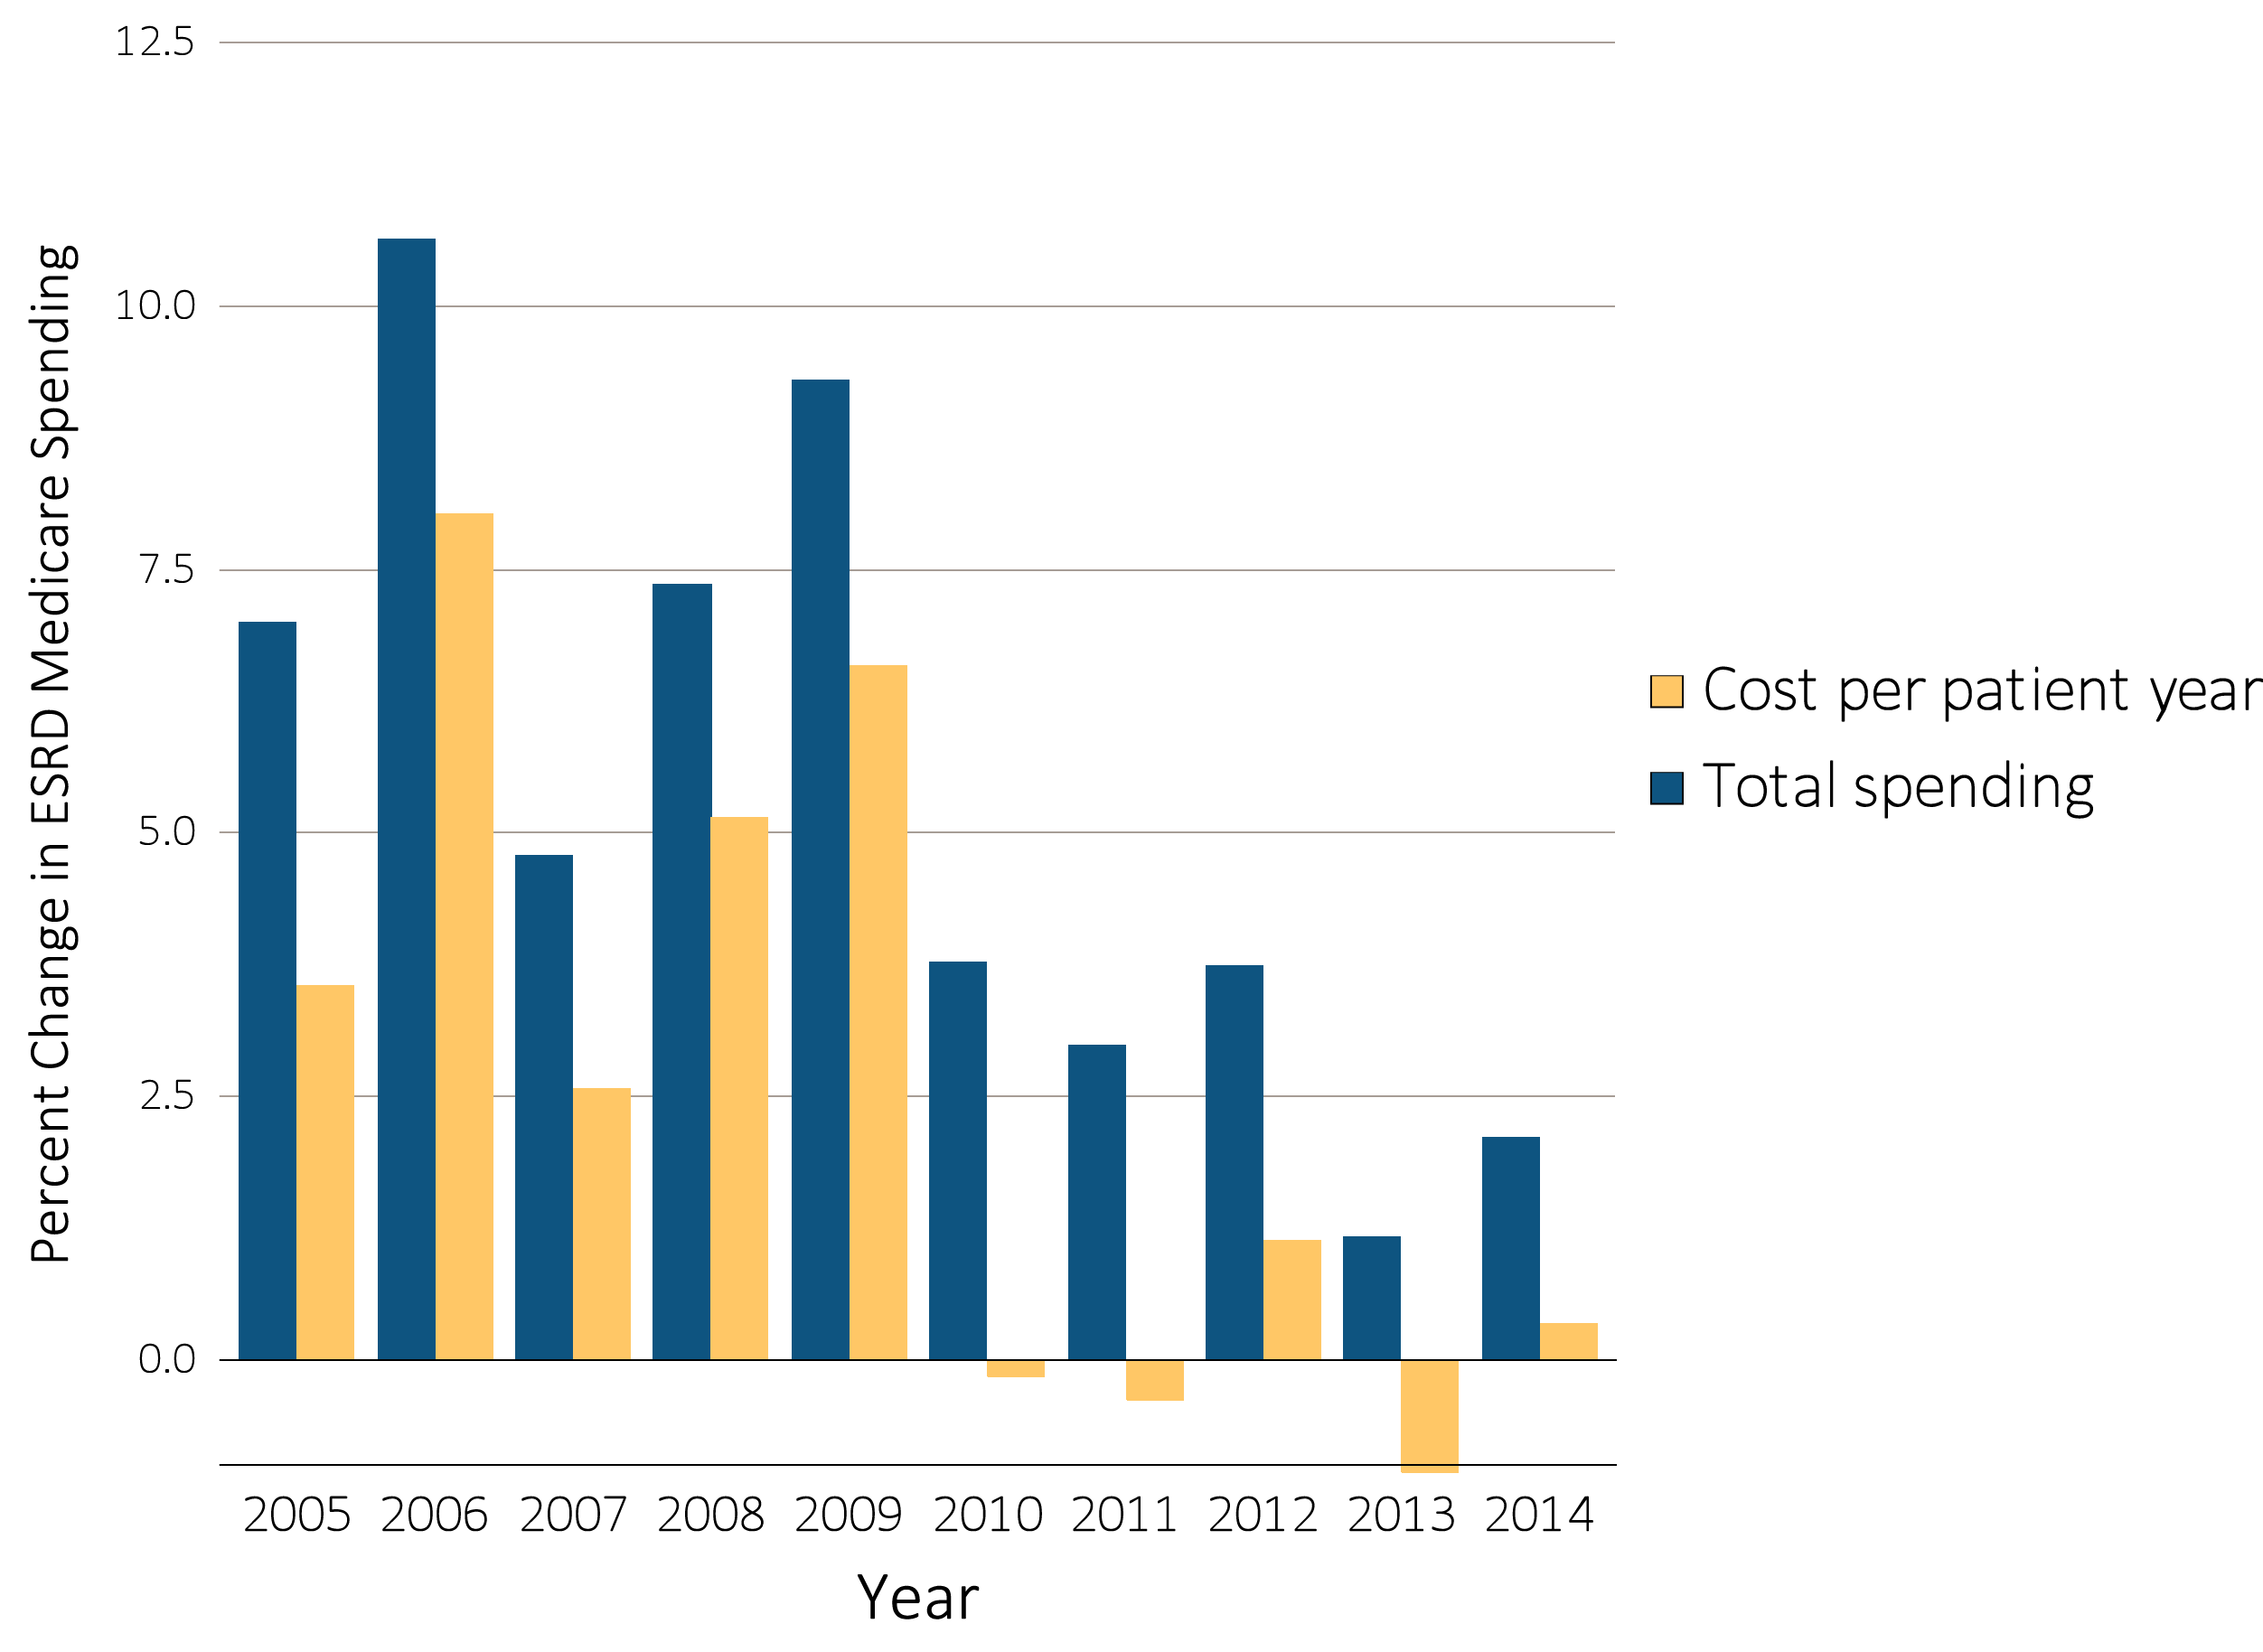 Percent Change in ESRD Medicare Spending
12.5
10.0
7.5
5.0
2.5
0.0
2005 2006 2007 2008 2009 2010 2011 2012 2013 2014
Year
Cost per patient year
Total spending